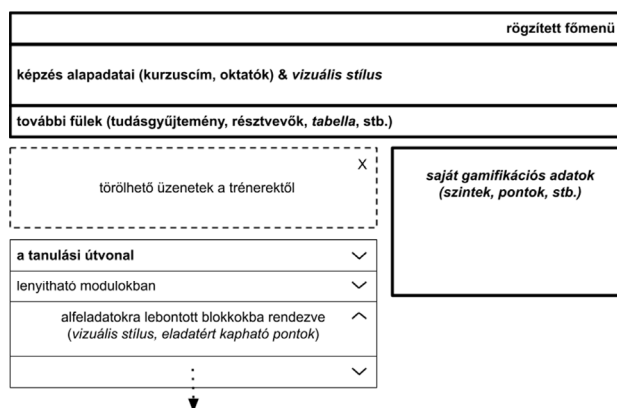 rögzített főmenü
képzés alapadatai (kurzuscím, oktatók) & vizuális stílus
további fülek (tudásgyűjtemény, résztvevők, tabella, stb.)
X
törölhető üzenetek a trénerektől
saját gamifikációs adatok
(szintek, pontok, stb.)
a tanulási útvonal
lenyitható modulokban
alfeladatokra lebontott blokkokba rendezve
(vizuális stílus, eladatért kapható pontok)